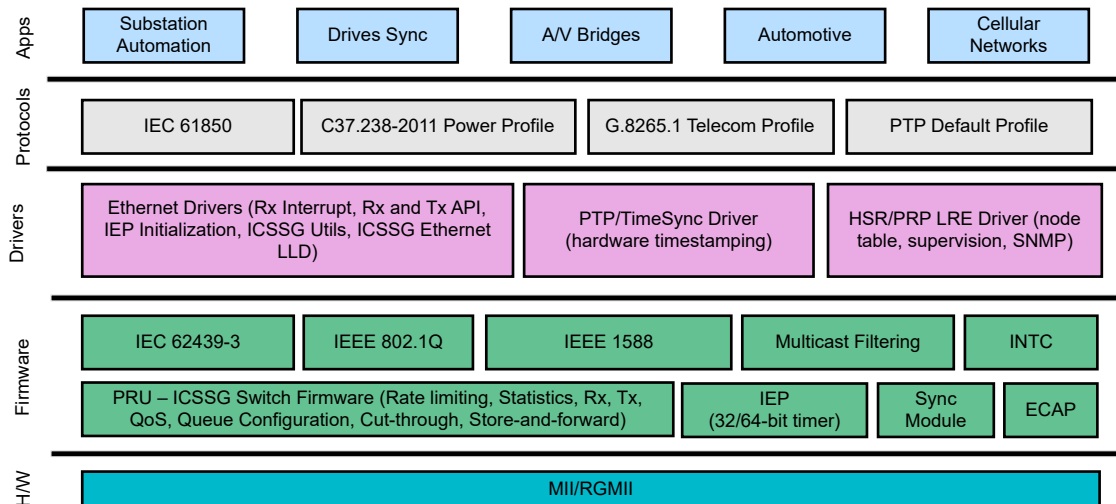 Apps
Substation
Automation
Drives Sync
A/V Bridges
Automotive
Cellular
Networks
Protocols
IEC 61850
C37.238-2011 Power Profile
G.8265.1 Telecom Profile
PTP Default Profile
Drivers
Ethernet Drivers (Rx Interrupt, Rx and Tx API,
IEP Initialization, ICSSG Utils, ICSSG Ethernet
LLD)
PTP/TimeSync Driver
(hardware timestamping)
HSR/PRP LRE Driver (node
table, supervision, SNMP)
Firmware
IEC 62439-3
IEEE 802.1Q
IEEE 1588
Multicast Filtering
INTC
PRU – ICSSG Switch Firmware (Rate limiting, Statistics, Rx, Tx,
QoS, Queue Configuration, Cut-through, Store-and-forward)
IEP
(32/64-bit timer)
Sync
Module
ECAP
H/W
MII/RGMII